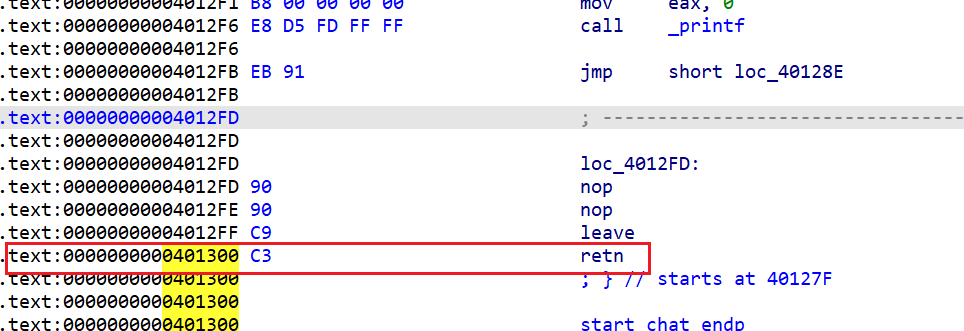 .text:00000000004012F1 B8 00 00 00 00 mov eax, 0
.text:00000000004012F6 E8 D5 FD FF FF call _printf
.text:00000000004012F6
.text:00000000004012FB EB 91 jmp short loc_40128E
.text:00000000004012FB
.text:00000000004012FD ; ---------------------------------
.text:00000000004012FD
.text:00000000004012FD loc_4012FD:
.text:00000000004012FD 90 nop
.text:00000000004012FE 90 nop
.text:00000000004012FF C9 leave
.text:0000000000401300 C3 retn
.text:0000000000401300 ; } // starts at 40127F
.text:0000000000401300
.text:0000000000401300 start_chat endp